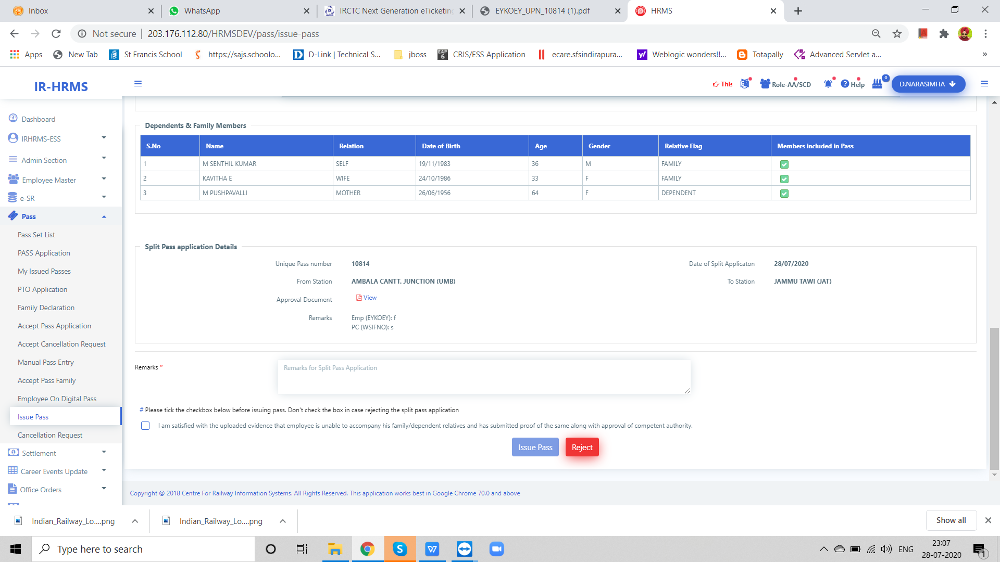 Inbox
WhatsApp
IRCTC Next Generation eTicketing
EYKOEY_UPN_10814 (1).pdf
HRMS
Not secure | 203.176.112.80/HRMSDEV/pass/issue-pass
Apps
New Tab
St Francis School
https://sajs.schoolo...
D-Link | Technical S...
jboss
CRIS/ESS Application
ecare.sfsindirapura...
Weblogic wonders!!...
Totapally
Advanced Servlet a...
»
IR-HRMS
This
Role-AA/SCD
Help
0
D.NARASIMHA
Dashboard
IRHRMS-ESS
Admin Section
Employee Master
e-SR
Pass
Pass Set List
PASS Application
My Issued Passes
PTO Application
Family Declaration
Accept Pass Application
Accept Cancellation Request
Manual Pass Entry
Accept Pass Family
Employee On Digital Pass
Issue Pass
Cancellation Request
Settlement
Career Events Update
Office Orders
Dependents & Family Members
S.No Name Relation Date of Birth Age Gender Relative Flag Members included in Pass
1 M SENTHIL KUMAR SELF 19/11/1983 36 M FAMILY
2 KAVITHA E WIFE 24/10/1986 33 F FAMILY
3 M PUSHPAVALLI MOTHER 26/06/1956 64 F DEPENDENT
Split Pass application Details
Unique Pass number 10814 Date of Split Applicaton 28/07/2020
From Station AMBALA CANTT. JUNCTION (UMB) To Station JAMMU TAWI (JAT)
Approval Document View
Remarks Emp (EYKOEY): f
PC (WSIFNO): s
Remarks *
Remarks for Split Pass Application
# Please tick the checkbox below before issuing pass. Don't check the box in case rejecting the split pass application
I am satisfied with the uploaded evidence that employee is unable to accompany his family/dependent relatives and has submitted proof of the same along with approval of competent authority.
Issue Pass
Reject
Copyright @ 2018 Centre For Railway Information Systems. All Rights Reserved. This application works best in Google Chrome 70.0 and above
Indian_Railway_Lo....png
Indian_Railway_Lo....png
Show all
Type here to search
ENG
23:07
28-07-2020
1